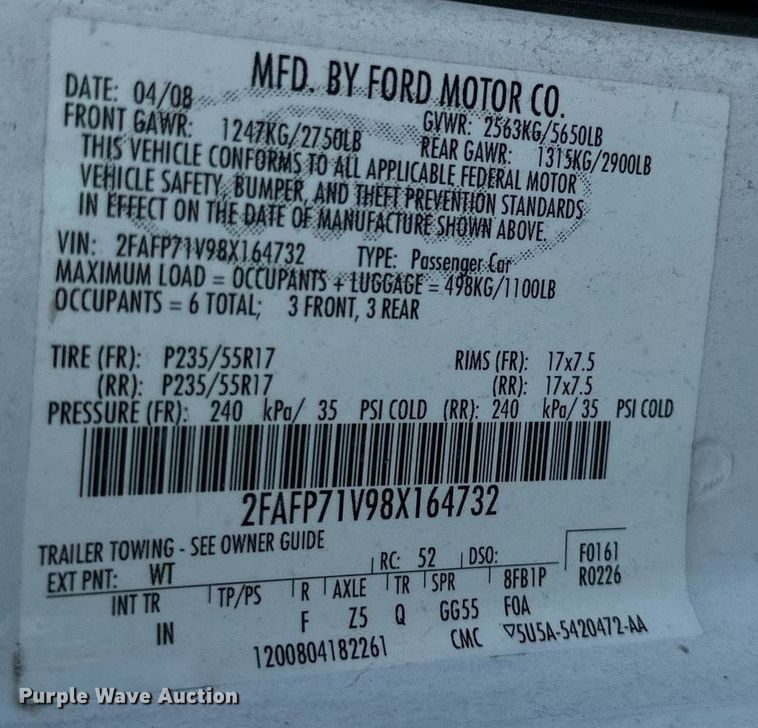 MFD. BY FORD MOTOR CO.
DATE: 04/08 GVWR: 2563KG/5650LB
FRONT GAWR: 1247KG/2750LB REAR GAWR: 1315KG/2900LB
THIS VEHICLE CONFORMS TO ALL APPLICABLE FEDERAL MOTOR
VEHICLE SAFETY, BUMPER, AND THEFT PREVENTION STANDARDS
IN EFFECT ON THE DATE OF MANUFACTURE SHOWN ABOVE.
VIN: 2FAFP71V98X164732 TYPE: Passenger Car
MAXIMUM LOAD = OCCUPANTS + LUGGAGE = 498KG/1100LB
OCCUPANTS = 6 TOTAL; 3 FRONT, 3 REAR
TIRE (FR): P235/55R17 RIMS (FR): 17x7.5
(RR): P235/55R17 (RR): 17x7.5
PRESSURE (FR): 240 kPa/ 35 PSI COLD (RR): 240 kPa/ 35 PSI COLD
2FAFP71V98X164732
TRAILER TOWING - SEE OWNER GUIDE
EXT PNT: WT RC: 52 DSO: F0161
R0226
INT TR TP/PS R AXLE TR SPR 8FB1P
IN F Z5 Q GG55 FOA
1200804182261 CMC ▽5U5A-5420472-AA
Purple Wave Auction